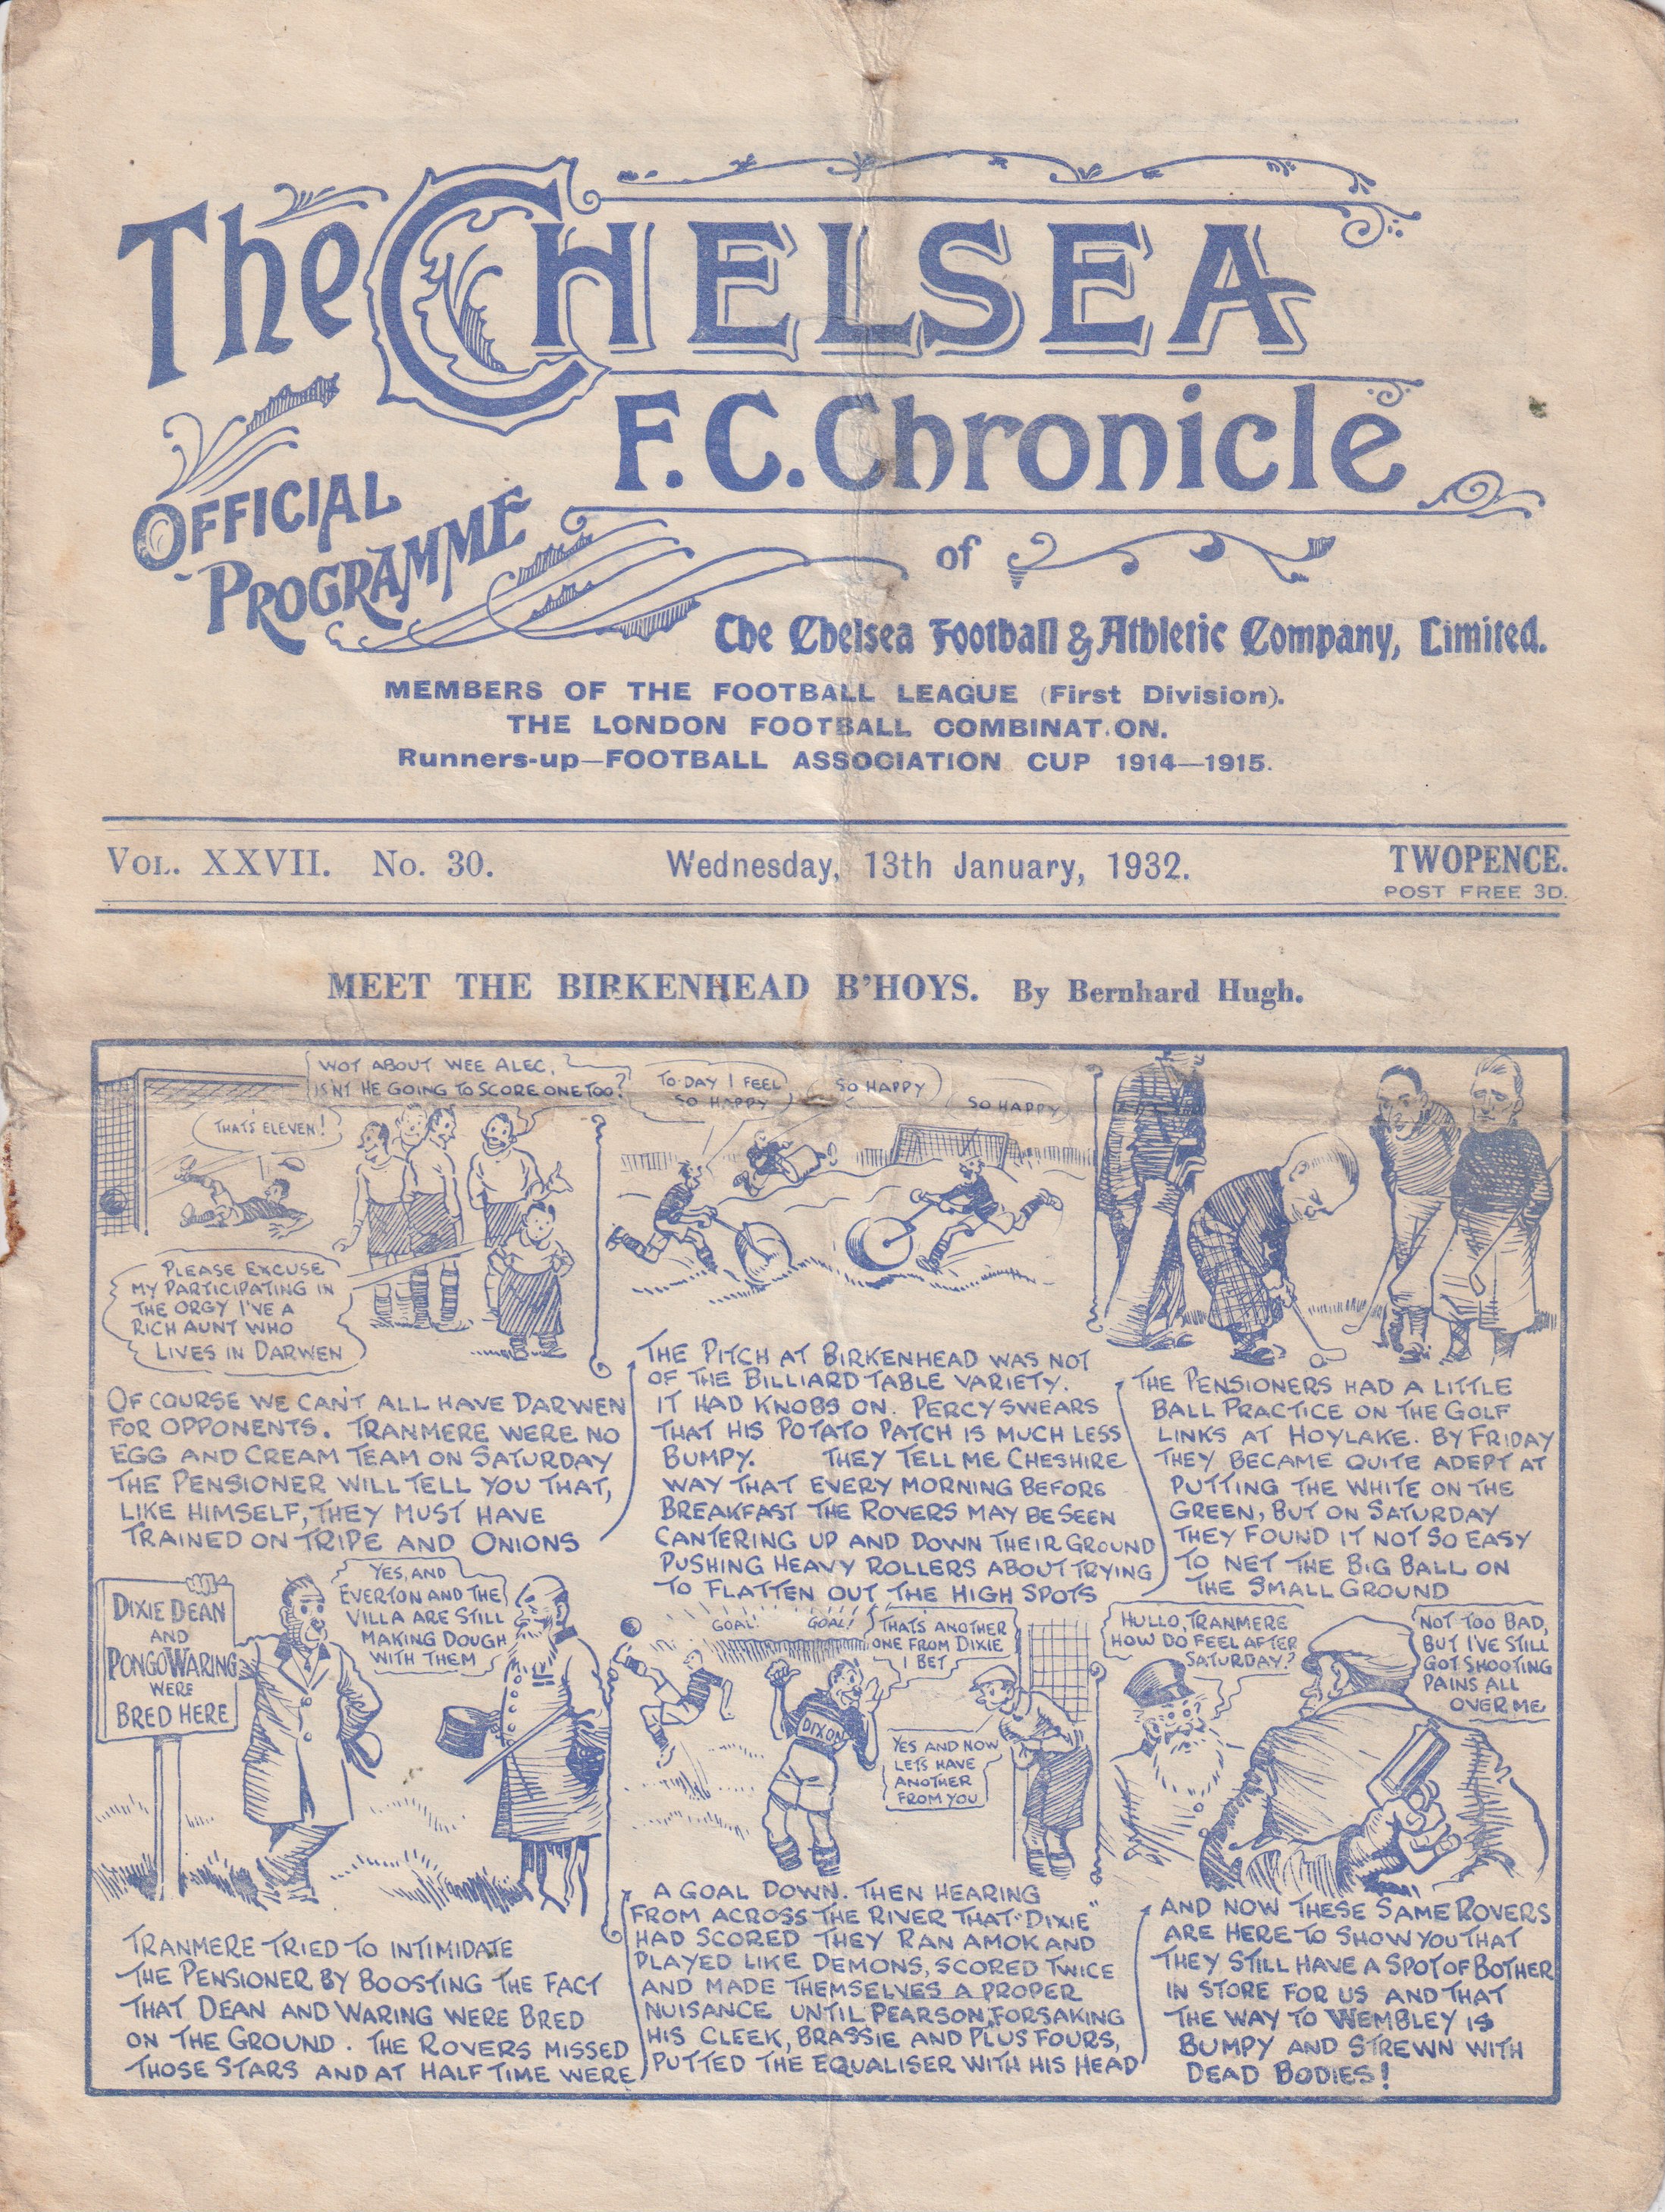 The CHELSEA
F.C. Chronicle
OFFICIAL
PROGRAMME
of
The Chelsea Football & Athletic Company, Limited.
MEMBERS OF THE FOOTBALL LEAGUE (First Division).
THE LONDON FOOTBALL COMBINAT.ON.
Runners-up—FOOTBALL ASSOCIATION CUP 1914—1915.
VOL. XXVII. No. 30.
Wednesday, 13th January, 1932.
TWOPENCE.
POST FREE 3D.
MEET THE BIRKENHEAD B'HOYS. By Bernhard Hugh.
WOT ABOUT WEE ALEC,
ISN'T HE GOING TO SCORE ONE TOO?
THAT'S ELEVEN!
PLEASE EXCUSE
MY PARTICIPATING IN
THE ORGY I'VE A
RICH AUNT WHO
LIVES IN DARWEN
OF COURSE WE CAN'T ALL HAVE DARWEN
FOR OPPONENTS. TRANMERE WERE NO
EGG AND CREAM TEAM ON SATURDAY
THE PENSIONER WILL TELL YOU THAT,
LIKE HIMSELF, THEY MUST HAVE
TRAINED ON TRIPE AND ONIONS
TO-DAY I FEEL
SO HAPPY
SO HAPPY
SO HAPPY
THE PITCH AT BIRKENHEAD WAS NOT
OF THE BILLIARD TABLE VARIETY.
IT HAD KNOBS ON. PERCY SWEARS
THAT HIS POTATO PATCH IS MUCH LESS
BUMPY. THEY TELL ME CHESHIRE
WAY THAT EVERY MORNING BEFORE
BREAKFAST THE ROVERS MAY BE SEEN
CANTERING UP AND DOWN THEIR GROUND
PUSHING HEAVY ROLLERS ABOUT TRYING
TO FLATTEN OUT THE HIGH SPOTS
THE PENSIONERS HAD A LITTLE
BALL PRACTICE ON THE GOLF
LINKS AT HOYLAKE. BY FRIDAY
THEY BECAME QUITE ADEPT AT
PUTTING THE WHITE ON THE
GREEN, BUT ON SATURDAY
THEY FOUND IT NOT SO EASY
TO NET THE BIG BALL ON
THE SMALL GROUND
DIXIE DEAN
AND
PONGO WARING
WERE
BRED HERE
YES, AND
EVERTON AND THE
VILLA ARE STILL
MAKING DOUGH
WITH THEM
TRANMERE TRIED TO INTIMIDATE
THE PENSIONER BY BOOSTING THE FACT
THAT DEAN AND WARING WERE BRED
ON THE GROUND. THE ROVERS MISSED
THOSE STARS AND AT HALF TIME WERE
GOAL! GOAL!
THAT'S ANOTHER
ONE FROM DIXIE
I BET
DIXON
YES AND NOW
LETS HAVE
ANOTHER
FROM YOU
A GOAL DOWN. THEN HEARING
FROM ACROSS THE RIVER THAT "DIXIE"
HAD SCORED THEY RAN AMOK AND
PLAYED LIKE DEMONS, SCORED TWICE
AND MADE THEMSELVES A PROPER
NUISANCE UNTIL PEARSON, FORSAKING
HIS CLEEK, BRASSIE AND PLUS FOURS,
PUTTED THE EQUALISER WITH HIS HEAD
HULLO, TRANMERE
HOW DO FEEL AFTER
SATURDAY?
NOT TOO BAD,
BUT I'VE STILL
GOT SHOOTING
PAINS ALL
OVER ME
AND NOW THESE SAME ROVERS
ARE HERE TO SHOW YOU THAT
THEY STILL HAVE A SPOT OF BOTHER
IN STORE FOR US AND THAT
THE WAY TO WEMBLEY IS
BUMPY AND STREWN WITH
DEAD BODIES!